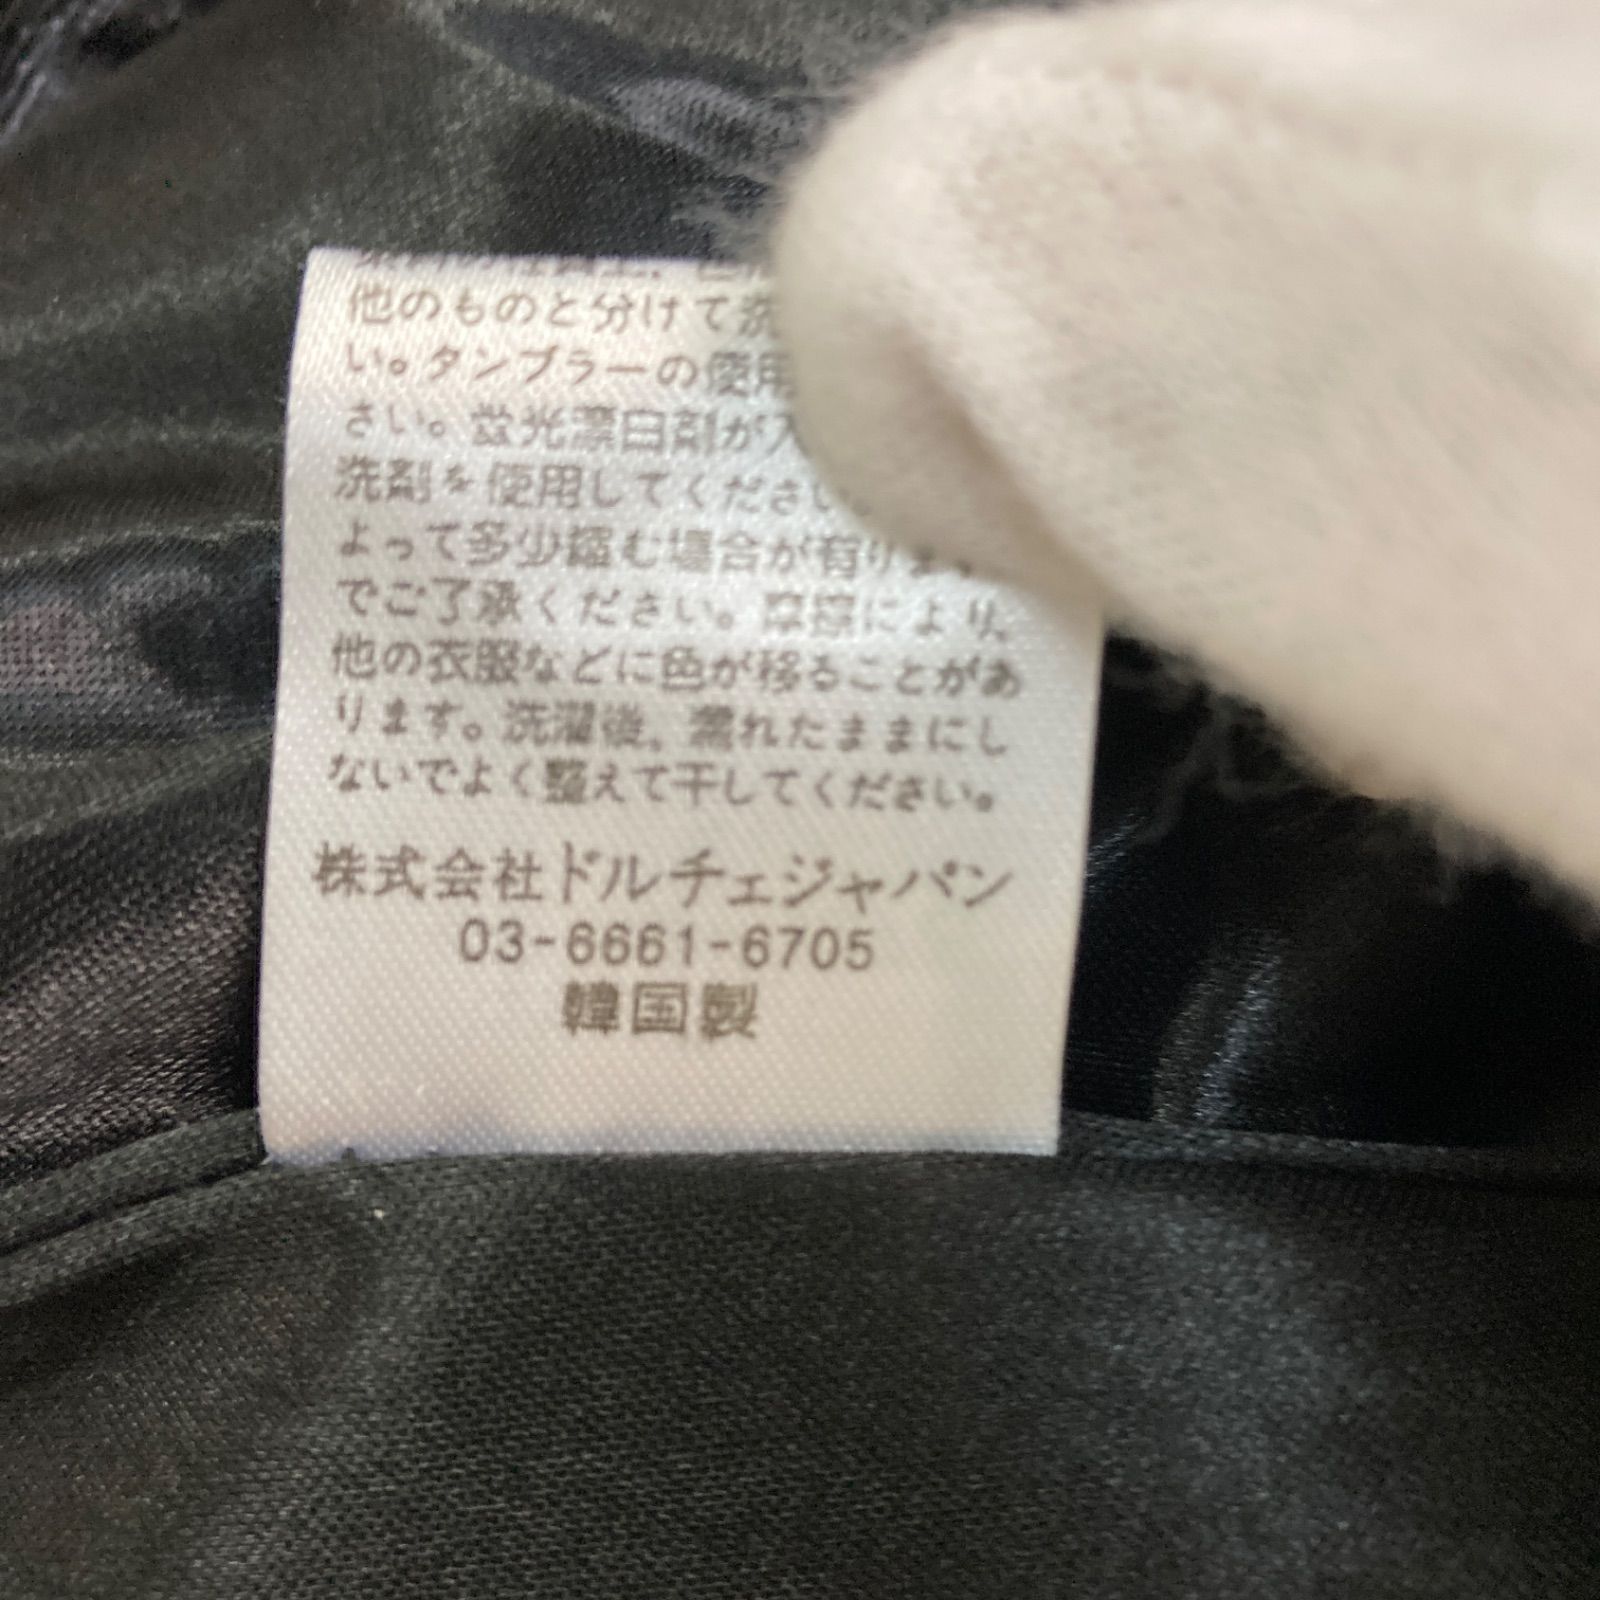 他のものと分けて洗
い。タンブラーの使用
さい。蛍光漂白剤が入
洗剤を使用してください
よって多少縮む場合が有ります
でご了承ください。摩擦により、
他の衣服などに色が移ることがあ
ります。洗濯後、濡れたままにし
ないでよく整えて干してください。
株式会社ドルチェジャパン
03-6661-6705
韓国製